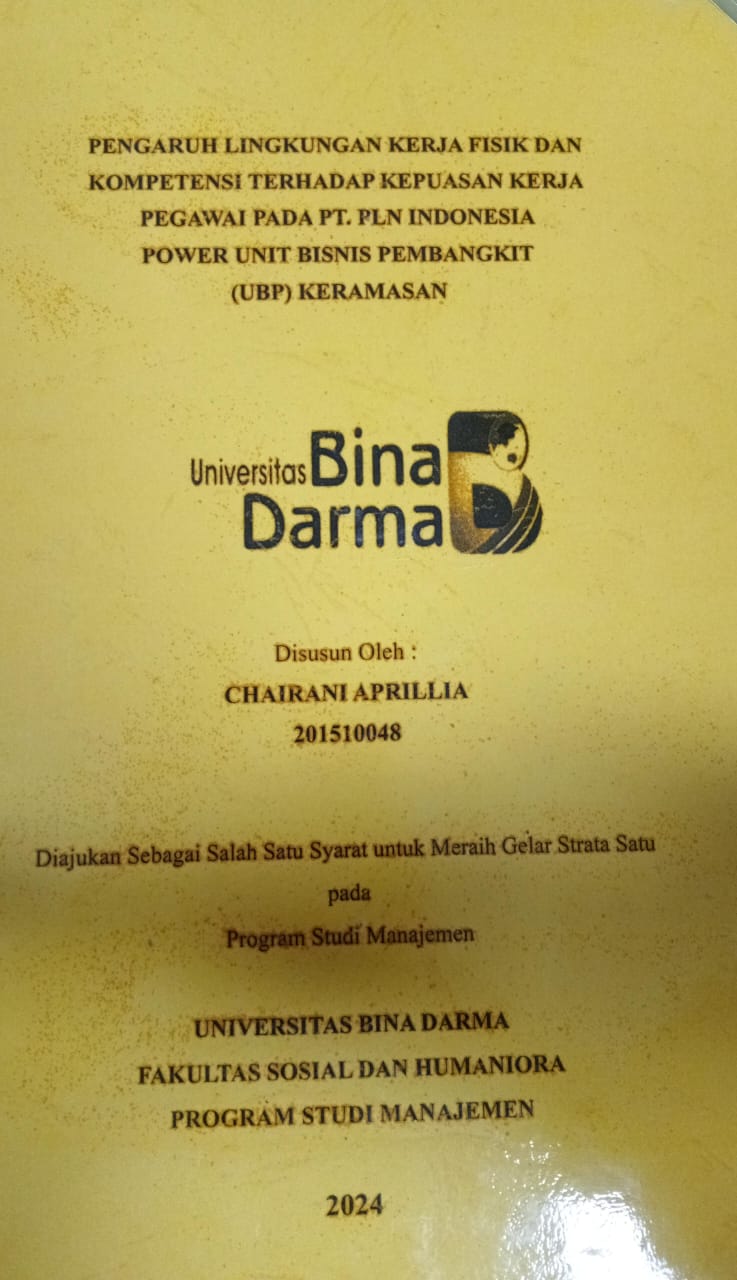 PENGARUH LINGKUNGAN KERJA FISIK DAN
KOMPETENSI TERHADAP KEPUASAN KERJA
PEGAWAI PADA PT. PLN INDONESIA
POWER UNIT BISNIS PEMBANGKIT
(UBP) KERAMASAN
Universitas Bina
Darma
Disusun Oleh :
CHAIRANI APRILLIA
201510048
Diajukan Sebagai Salah Satu Syarat untuk Meraih Gelar Strata Satu
pada
Program Studi Manajemen
UNIVERSITAS BINA DARMA
FAKULTAS SOSIAL DAN HUMANIORA
PROGRAM STUDI MANAJEMEN
2024